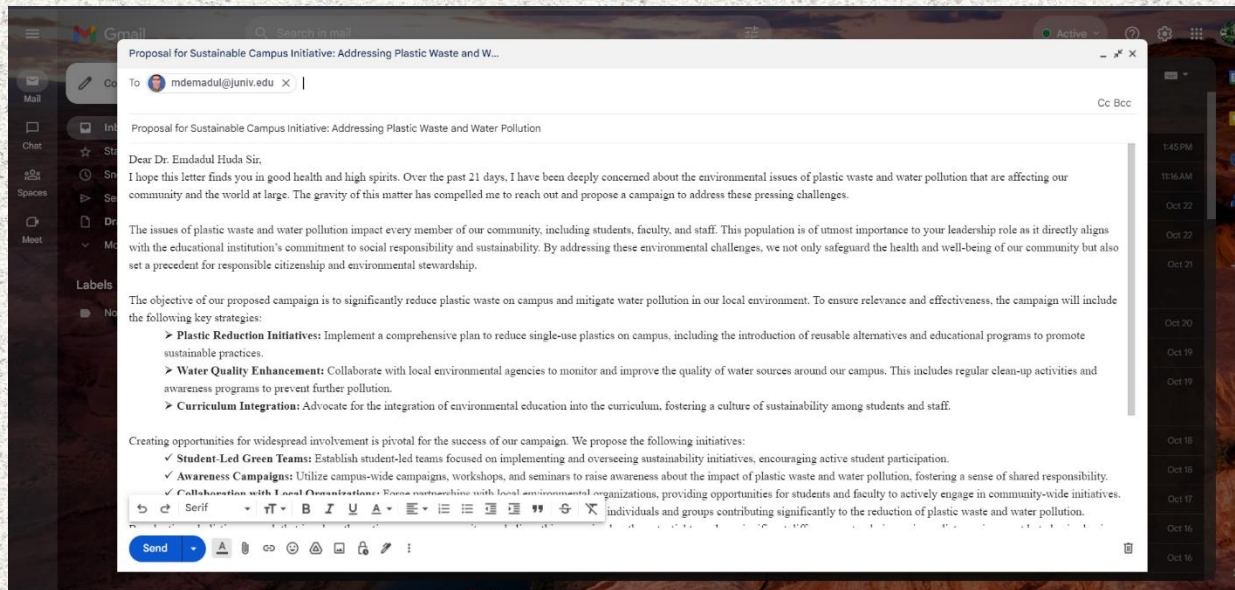 Gmail
Search in mail
Active
Proposal for Sustainable Campus Initiative: Addressing Plastic Waste and W...
Mail
Co
To mdemadul@juniv.edu
Cc Bcc
Inb
Proposal for Sustainable Campus Initiative: Addressing Plastic Waste and Water Pollution
Chat
Sta
1:45 PM
Dear Dr. Emdadul Huda Sir,
Sno
11:16 AM
I hope this letter finds you in good health and high spirits. Over the past 21 days, I have been deeply concerned about the environmental issues of plastic waste and water pollution that are affecting our
Spaces
Se
community and the world at large. The gravity of this matter has compelled me to reach out and propose a campaign to address these pressing challenges.
Oct 22
Dr
The issues of plastic waste and water pollution impact every member of our community, including students, faculty, and staff. This population is of utmost importance to your leadership role as it directly aligns
Oct 22
Meet
Mo
with the educational institution's commitment to social responsibility and sustainability. By addressing these environmental challenges, we not only safeguard the health and well-being of our community but also
set a precedent for responsible citizenship and environmental stewardship.
Oct 21
Labels
The objective of our proposed campaign is to significantly reduce plastic waste on campus and mitigate water pollution in our local environment. To ensure relevance and effectiveness, the campaign will include
No
the following key strategies:
Oct 20
➤ Plastic Reduction Initiatives: Implement a comprehensive plan to reduce single-use plastics on campus, including the introduction of reusable alternatives and educational programs to promote
sustainable practices.
Oct 19
➤ Water Quality Enhancement: Collaborate with local environmental agencies to monitor and improve the quality of water sources around our campus. This includes regular clean-up activities and
Oct 19
awareness programs to prevent further pollution.
➤ Curriculum Integration: Advocate for the integration of environmental education into the curriculum, fostering a culture of sustainability among students and staff.
Creating opportunities for widespread involvement is pivotal for the success of our campaign. We propose the following initiatives:
Oct 18
✓ Student-Led Green Teams: Establish student-led teams focused on implementing and overseeing sustainability initiatives, encouraging active student participation.
✓ Awareness Campaigns: Utilize campus-wide campaigns, workshops, and seminars to raise awareness about the impact of plastic waste and water pollution, fostering a sense of shared responsibility.
Oct 18
✓ Collaboration with Local Organizations: Forge partnerships with local environmental organizations, providing opportunities for students and faculty to actively engage in community-wide initiatives.
Oct 17
Serif
individuals and groups contributing significantly to the reduction of plastic waste and water pollution.
Oct 16
Send
Oct 16